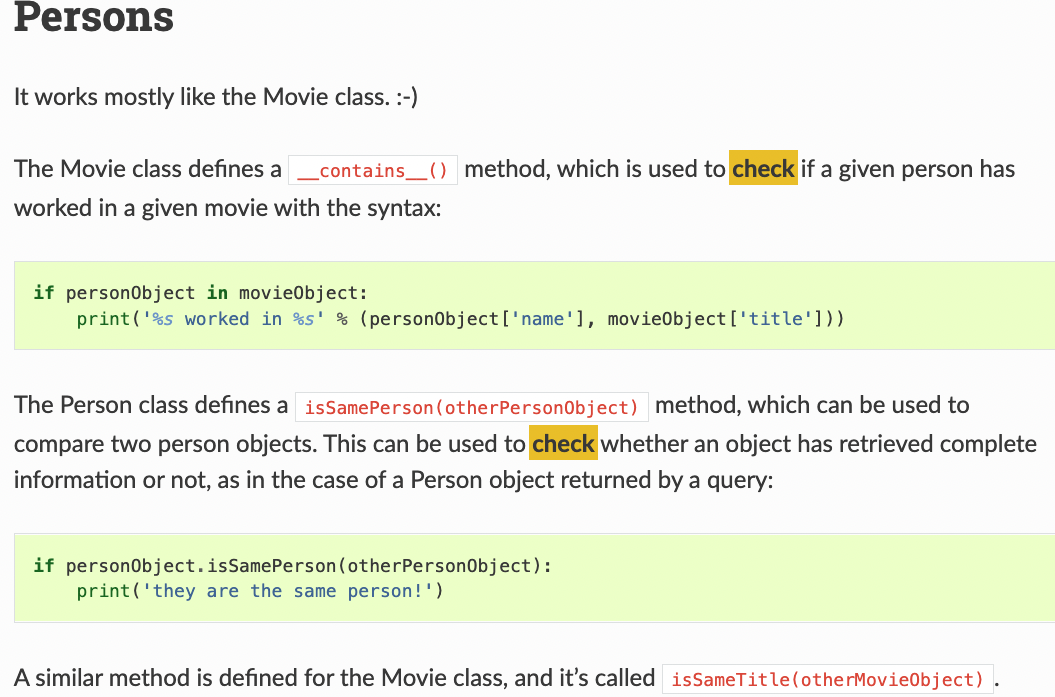 Persons
It works mostly like the Movie class. :-)
The Movie class defines a __contains__() method, which is used to check if a given person has
worked in a given movie with the syntax:
if personObject in movieObject:
    print('%s worked in %s' % (personObject['name'], movieObject['title']))
The Person class defines a isSamePerson(otherPersonObject) method, which can be used to
compare two person objects. This can be used to check whether an object has retrieved complete
information or not, as in the case of a Person object returned by a query:
if personObject.isSamePerson(otherPersonObject):
    print('they are the same person!')
A similar method is defined for the Movie class, and it’s called isSameTitle(otherMovieObject).